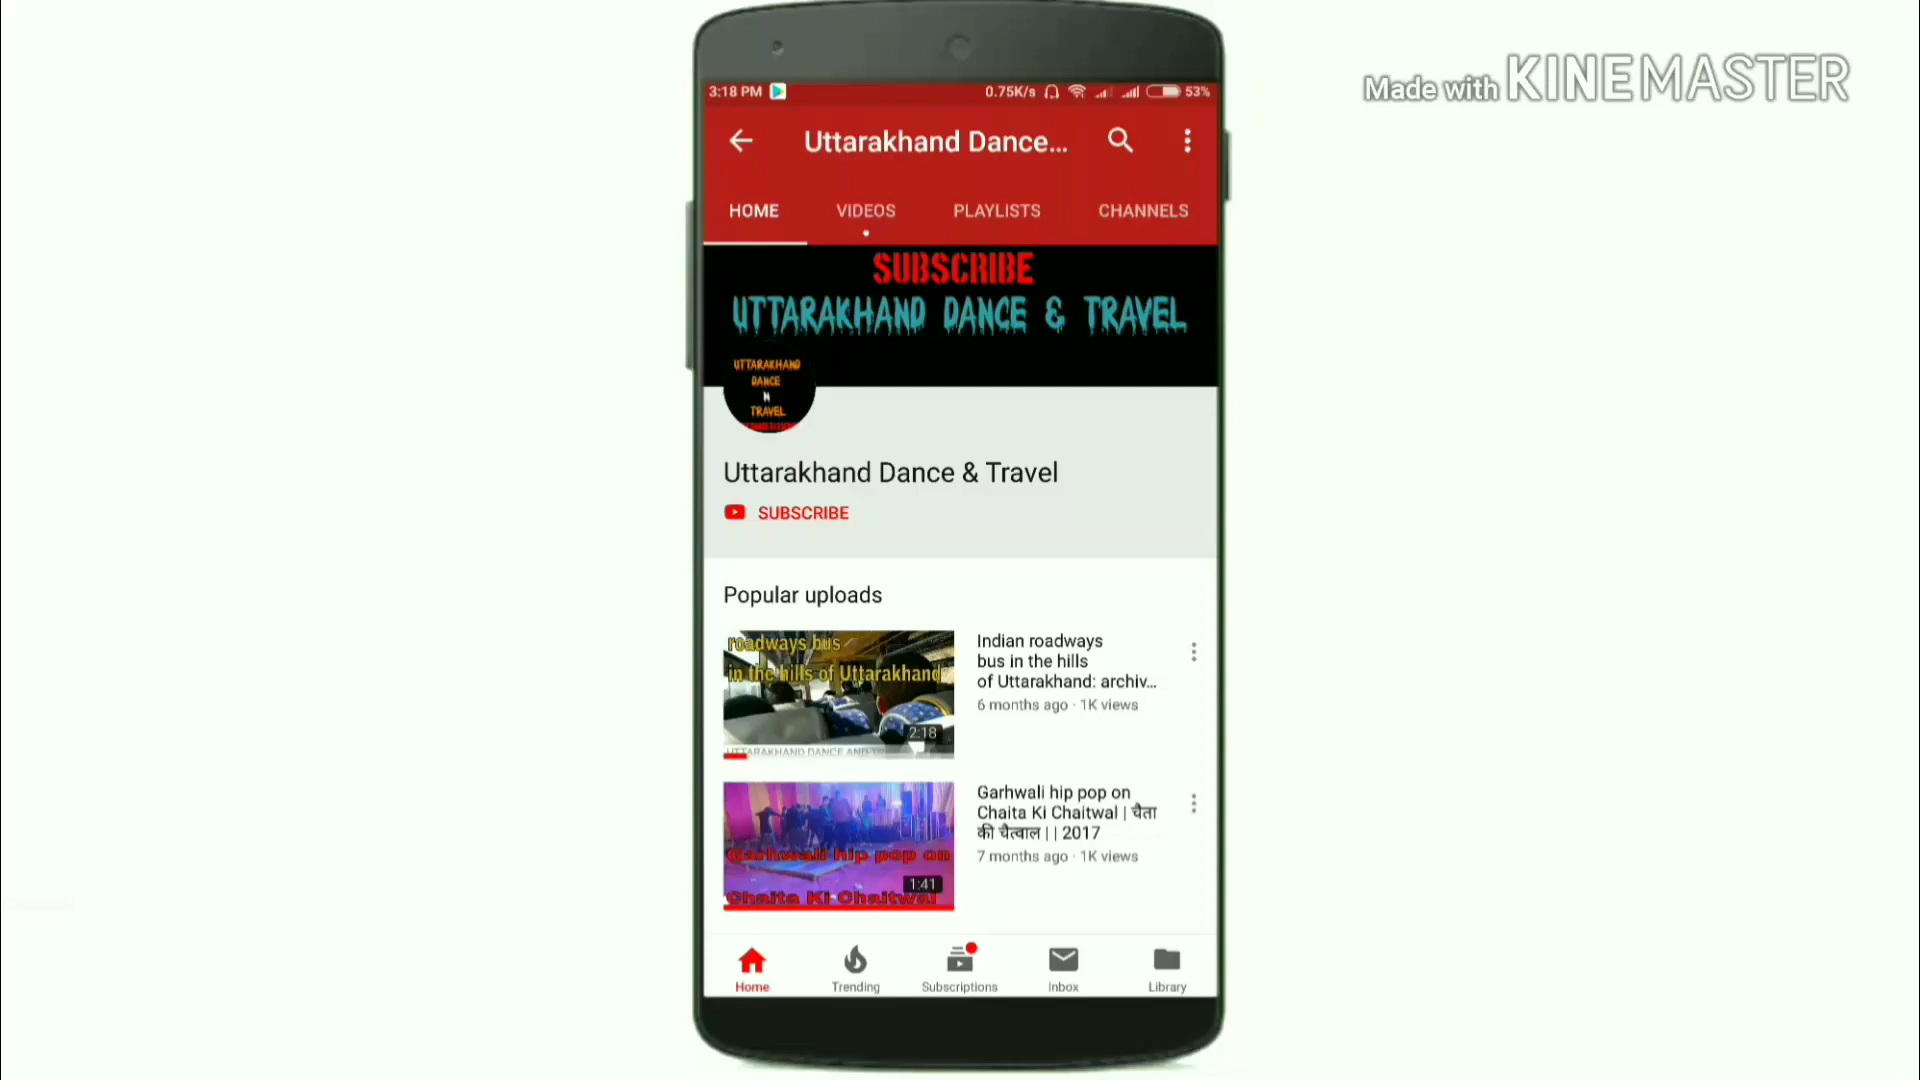 Made with KINEMASTER
3:18 PM 0.75K/s 53%
Uttarakhand Dance...
HOME VIDEOS PLAYLISTS CHANNELS
SUBSCRIBE
UTTARAKHAND DANCE & TRAVEL
UTTARAKHAND
DANCE
N
TRAVEL
Uttarakhand Dance & Travel
SUBSCRIBE
Popular uploads
roadways bus
in the hills of Uttarakhand
2:18
UTTARAKHAND DANCE AND
Indian roadways
bus in the hills
of Uttarakhand: archiv...
6 months ago · 1K views
Garhwali hip pop on
1:41
Chaita Ki Chaitwal
Garhwali hip pop on
Chaita Ki Chaitwal | चैता
की चैत्वाल | | 2017
7 months ago · 1K views
Home Trending Subscriptions Inbox Library